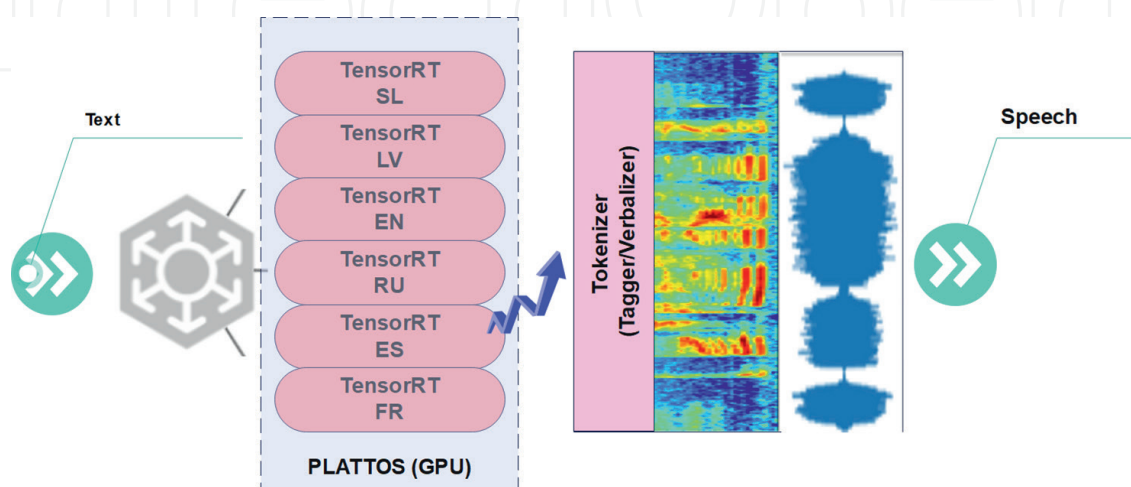 Text
TensorRT
SL
TensorRT
LV
TensorRT
EN
TensorRT
RU
TensorRT
ES
TensorRT
FR
PLATTOS (GPU)
Tokenizer
(Tagger/Verbalizer)
Speech